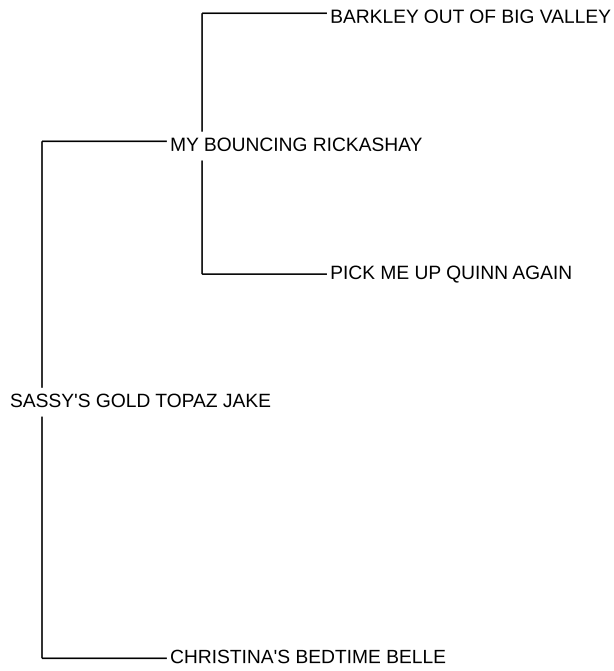 BARKLEY OUT OF BIG VALLEY
MY BOUNCING RICKASHAY
PICK ME UP QUINN AGAIN
SASSY'S GOLD TOPAZ JAKE
CHRISTINA'S BEDTIME BELLE